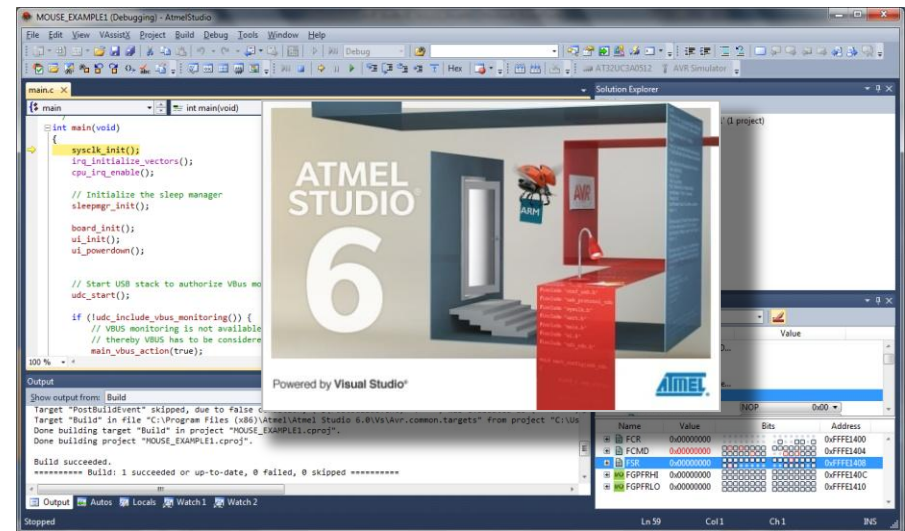 MOUSE_EXAMPLE1 (Debugging) - AtmelStudio
File Edit View VAssistX Project Build Debug Tools Window Help
Debug
Hex
AT32UC3A0512 AVR Simulator
main.c
main
int main(void)
int main(void)
{
sysclk_init();
irq_initialize_vectors();
cpu_irq_enable();
// Initialize the sleep manager
sleepmgr_init();
board_init();
ui_init();
ui_powerdown();
// Start USB stack to authorize VBus mo
udc_start();
if (!udc_include_vbus_monitoring()) {
// VBUS monitoring is not available
// thereby VBUS has to be considere
main_vbus_action(true);
100 %
ATMEL
STUDIO
6
ARM
AVR
Powered by Visual Studio®
ATMEL
Solution Explorer
(1 project)
Value
NOP 0x00
Name Value Bits Address
FCR 0x00000000 0xFFFE1400
FCMD 0x00000000 0xFFFE1404
FSR 0x00000000 0xFFFE1408
FGPFRHI 0x00000000 0xFFFE140C
FGPFRLO 0x00000000 0xFFFE1410
Output
Show output from: Build
Target "PostBuildEvent" skipped, due to false c
Target "Build" in file "C:\Program Files (x86)\Atmel\Atmel Studio 6.0\Vs\Avr.common.targets" from project "C:\Us
Done building target "Build" in project "MOUSE_EXAMPLE1.cproj".
Done building project "MOUSE_EXAMPLE1.cproj".
Build succeeded.
========== Build: 1 succeeded or up-to-date, 0 failed, 0 skipped ==========
Output Autos Locals Watch 1 Watch 2
Stopped Ln 59 Col 1 Ch 1 INS